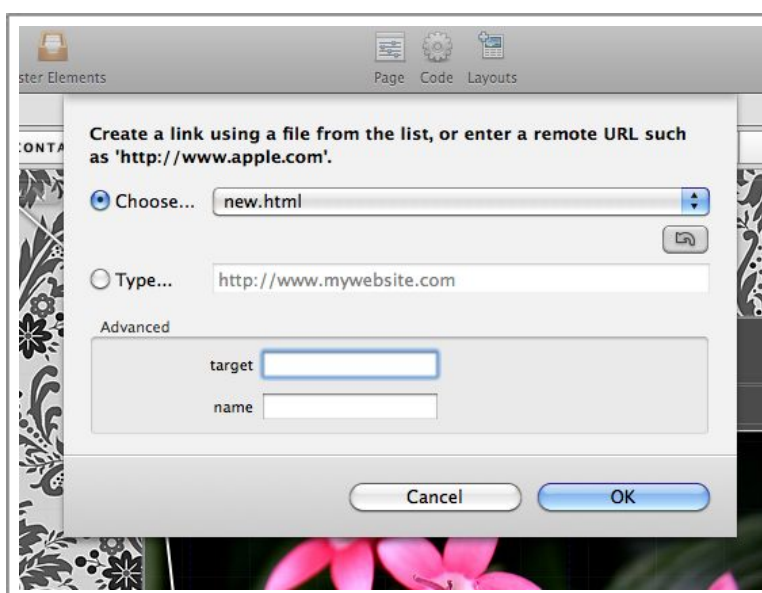 ster Elements
Page Code Layouts
CONTA
Create a link using a file from the list, or enter a remote URL such
as 'http://www.apple.com'.
Choose... new.html
Type... http://www.mywebsite.com
Advanced
target
name
Cancel OK